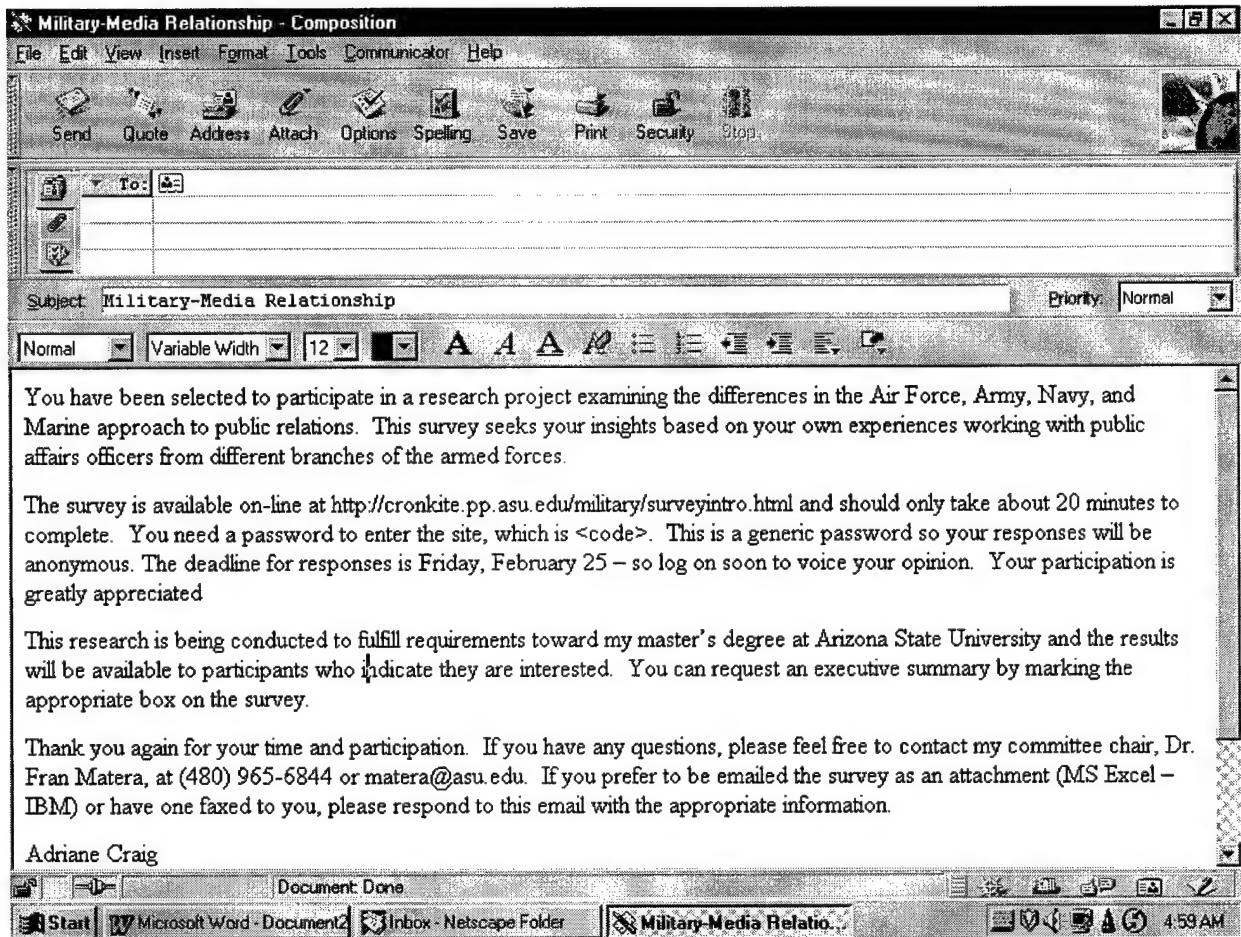 Military-Media Relationship - Composition
File Edit View Insert Format Tools Communicator Help
Send Quote Address Attach Options Spelling Save Print Security Stop
To:
Subject: Military-Media Relationship Priority: Normal
Normal Variable Width 12 A A A
You have been selected to participate in a research project examining the differences in the Air Force, Army, Navy, and
Marine approach to public relations. This survey seeks your insights based on your own experiences working with public
affairs officers from different branches of the armed forces.
The survey is available on-line at http://cronkite.pp.asu.edu/military/surveyintro.html and should only take about 20 minutes to
complete. You need a password to enter the site, which is <code>. This is a generic password so your responses will be
anonymous. The deadline for responses is Friday, February 25 – so log on soon to voice your opinion. Your participation is
greatly appreciated
This research is being conducted to fulfill requirements toward my master's degree at Arizona State University and the results
will be available to participants who indicate they are interested. You can request an executive summary by marking the
appropriate box on the survey.
Thank you again for your time and participation. If you have any questions, please feel free to contact my committee chair, Dr.
Fran Matera, at (480) 965-6844 or matera@asu.edu. If you prefer to be emailed the survey as an attachment (MS Excel –
IBM) or have one faxed to you, please respond to this email with the appropriate information.
Adriane Craig
Document: Done
Start Microsoft Word - Document2 Inbox - Netscape Folder Military-Media Relatio... 4:59 AM